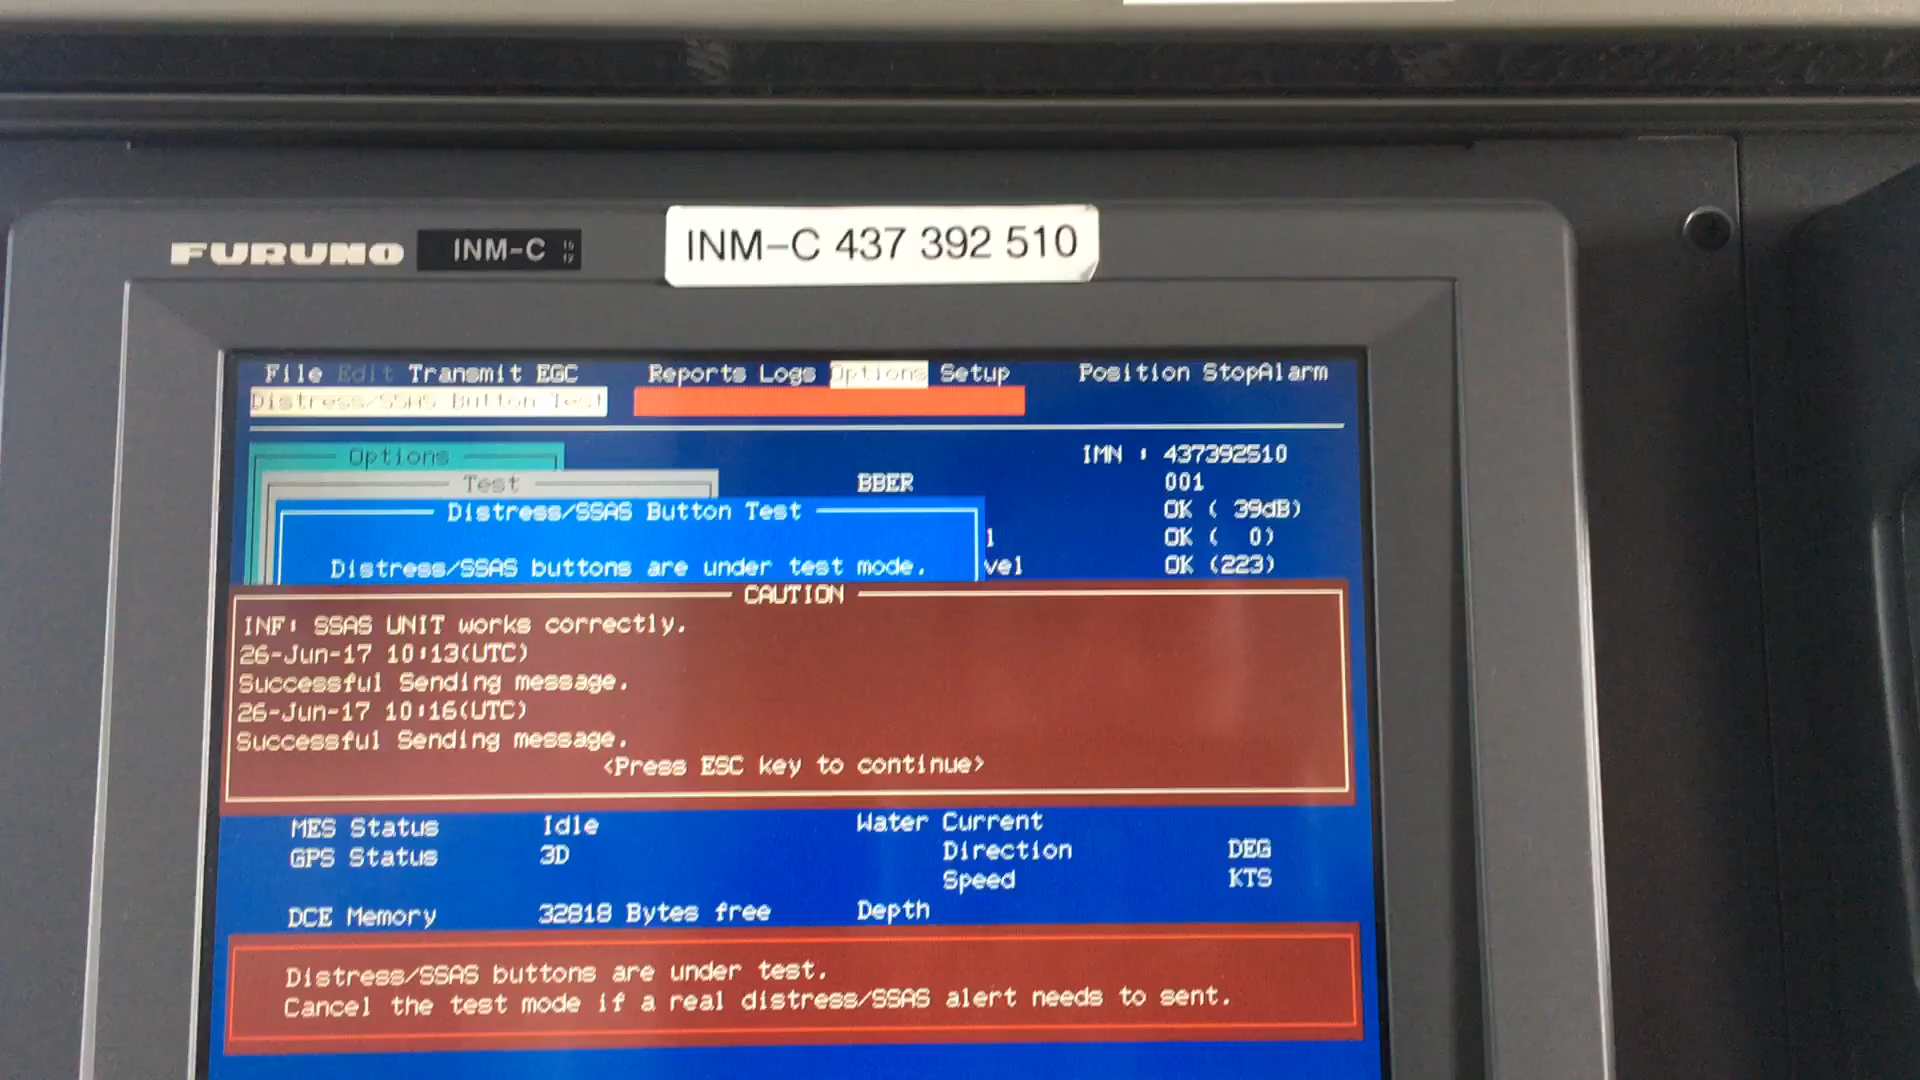 FURUNO INM-C 16 17
INM-C 437 392 510
File Edit Transmit EGC Reports Logs Options Setup Position StopAlarm
Distress/SSAS Button Test
Options
IMN : 437392510
Test
BBER 001
Distress/SSAS Button Test
OK ( 39dB)
l OK ( 0)
Distress/SSAS buttons are under test mode.
vel OK (223)
CAUTION
INF: SSAS UNIT works correctly.
26-Jun-17 10:13(UTC)
Successful Sending message.
26-Jun-17 10:16(UTC)
Successful Sending message.
<Press ESC key to continue>
MES Status Idle Water Current
GPS Status 3D Direction DEG
Speed KTS
DCE Memory 32818 Bytes free Depth
Distress/SSAS buttons are under test.
Cancel the test mode if a real distress/SSAS alert needs to sent.